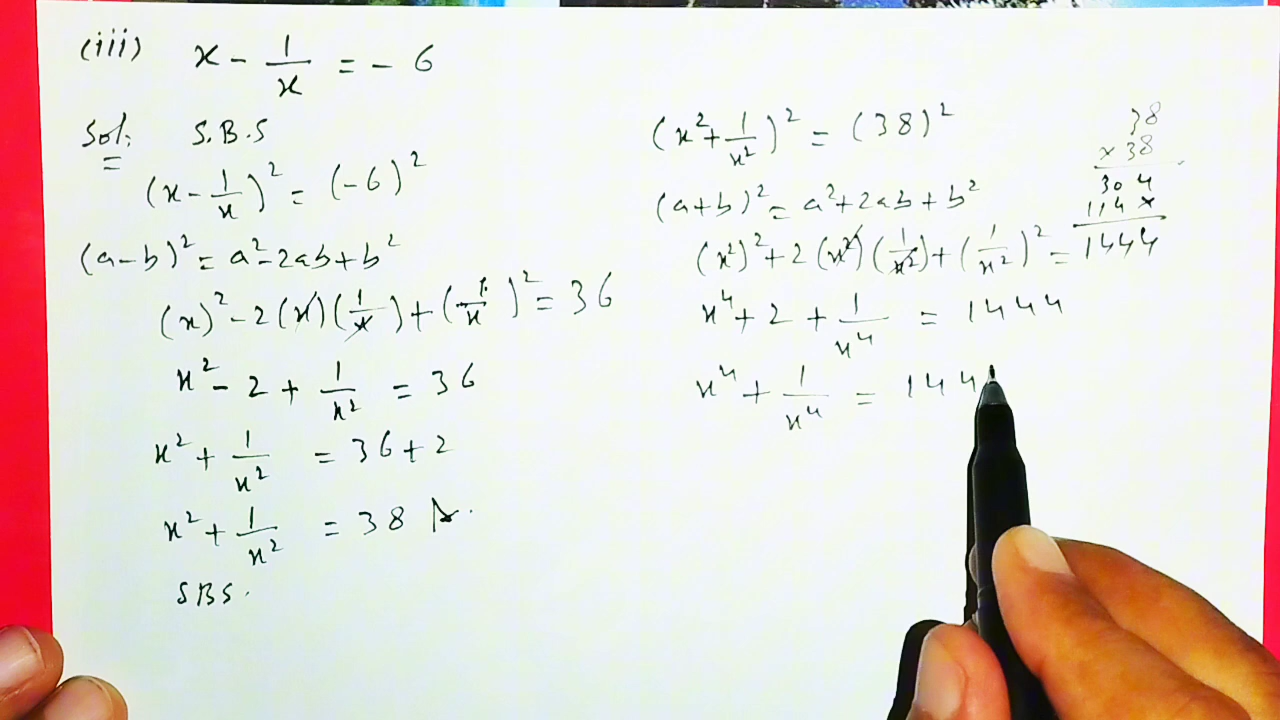 (iii) x - 1/x = - 6
Sol: S.B.S
(x - 1/x)² = (-6)²
(a-b)² = a² - 2ab + b²
(x)² - 2(x)(1/x) + (1/x)² = 36
x² - 2 + 1/x² = 36
x² + 1/x² = 36 + 2
x² + 1/x² = 38
SBS.
(x² + 1/x²)² = (38)²
(a+b)² = a² + 2ab + b²
(x²)² + 2(x²)(1/x²) + (1/x²)² = 1444
x⁴ + 2 + 1/x⁴ = 1444
x⁴ + 1/x⁴ = 144
38
× 38
304
114×